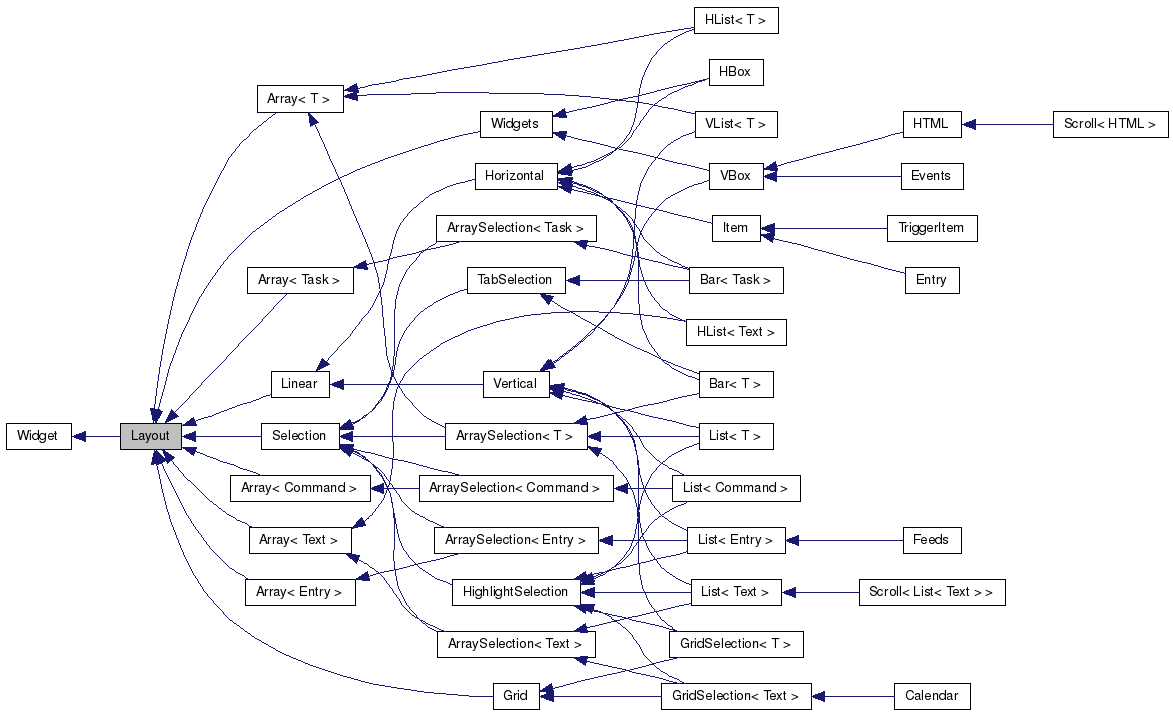 HList< T >
HBox
Array< T >
Widgets
VList< T >
HTML
Scroll< HTML >
Horizontal
VBox
Events
ArraySelection< Task >
Item
TriggerItem
Array< Task >
TabSelection
Bar< Task >
Entry
HList< Text >
Linear
Vertical
Bar< T >
Widget
Layout
Selection
ArraySelection< T >
List< T >
Array< Command >
ArraySelection< Command >
List< Command >
Array< Text >
ArraySelection< Entry >
List< Entry >
Feeds
Array< Entry >
HighlightSelection
List< Text >
Scroll< List< Text > >
ArraySelection< Text >
GridSelection< T >
Grid
GridSelection< Text >
Calendar